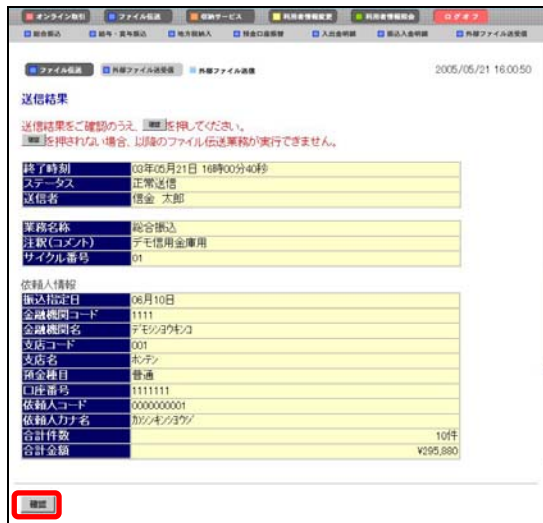 オンライン取引 ファイル伝送 収納サービス 利用者情報変更 利用者情報照会 ログオフ
総合振込 給与・賞与振込 地方税納入 預金口座振替 入出金明細 振込入金明細 外部ファイル送受信
ファイル伝送 外部ファイル送受信 外部ファイル送信 2005/05/21 16:00:50
送信結果
送信結果をご確認のうえ、確認を押してください。
確認を押されない場合、以降のファイル伝送業務が実行できません。
終了時刻 03年05月21日 16時00分40秒
ステータス 正常送信
送信者 信金 太郎
業務名称 総合振込
注釈(コメント) デモ信用金庫用
サイクル番号 01
依頼人情報
振込指定日 06月10日
金融機関コード 1111
金融機関名 ﾃﾞﾓｼﾝﾖｳｷﾝｺ
支店コード 001
支店名 ﾎﾝﾃﾝ
預金種目 普通
口座番号 1111111
依頼人コード 0000000001
依頼人カナ名 ｶ)ｼﾝｷﾝｼﾖｳｼﾞ
合計件数 10件
合計金額 ¥295,880
確認